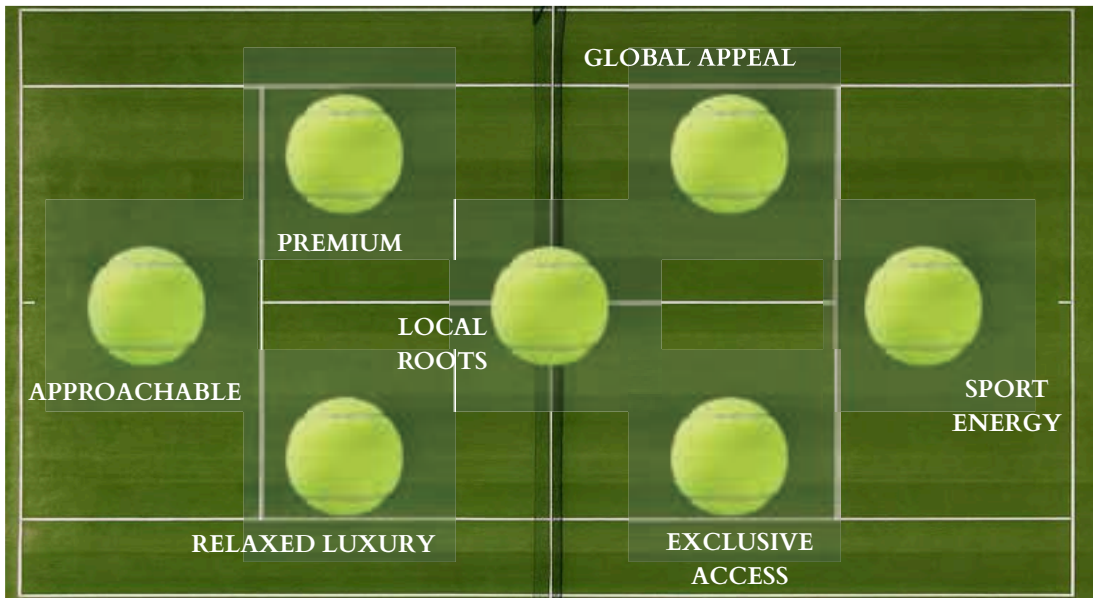 GLOBAL APPEAL
PREMIUM
LOCAL
ROOTS
APPROACHABLE
SPORT
ENERGY
RELAXED LUXURY
EXCLUSIVE
ACCESS